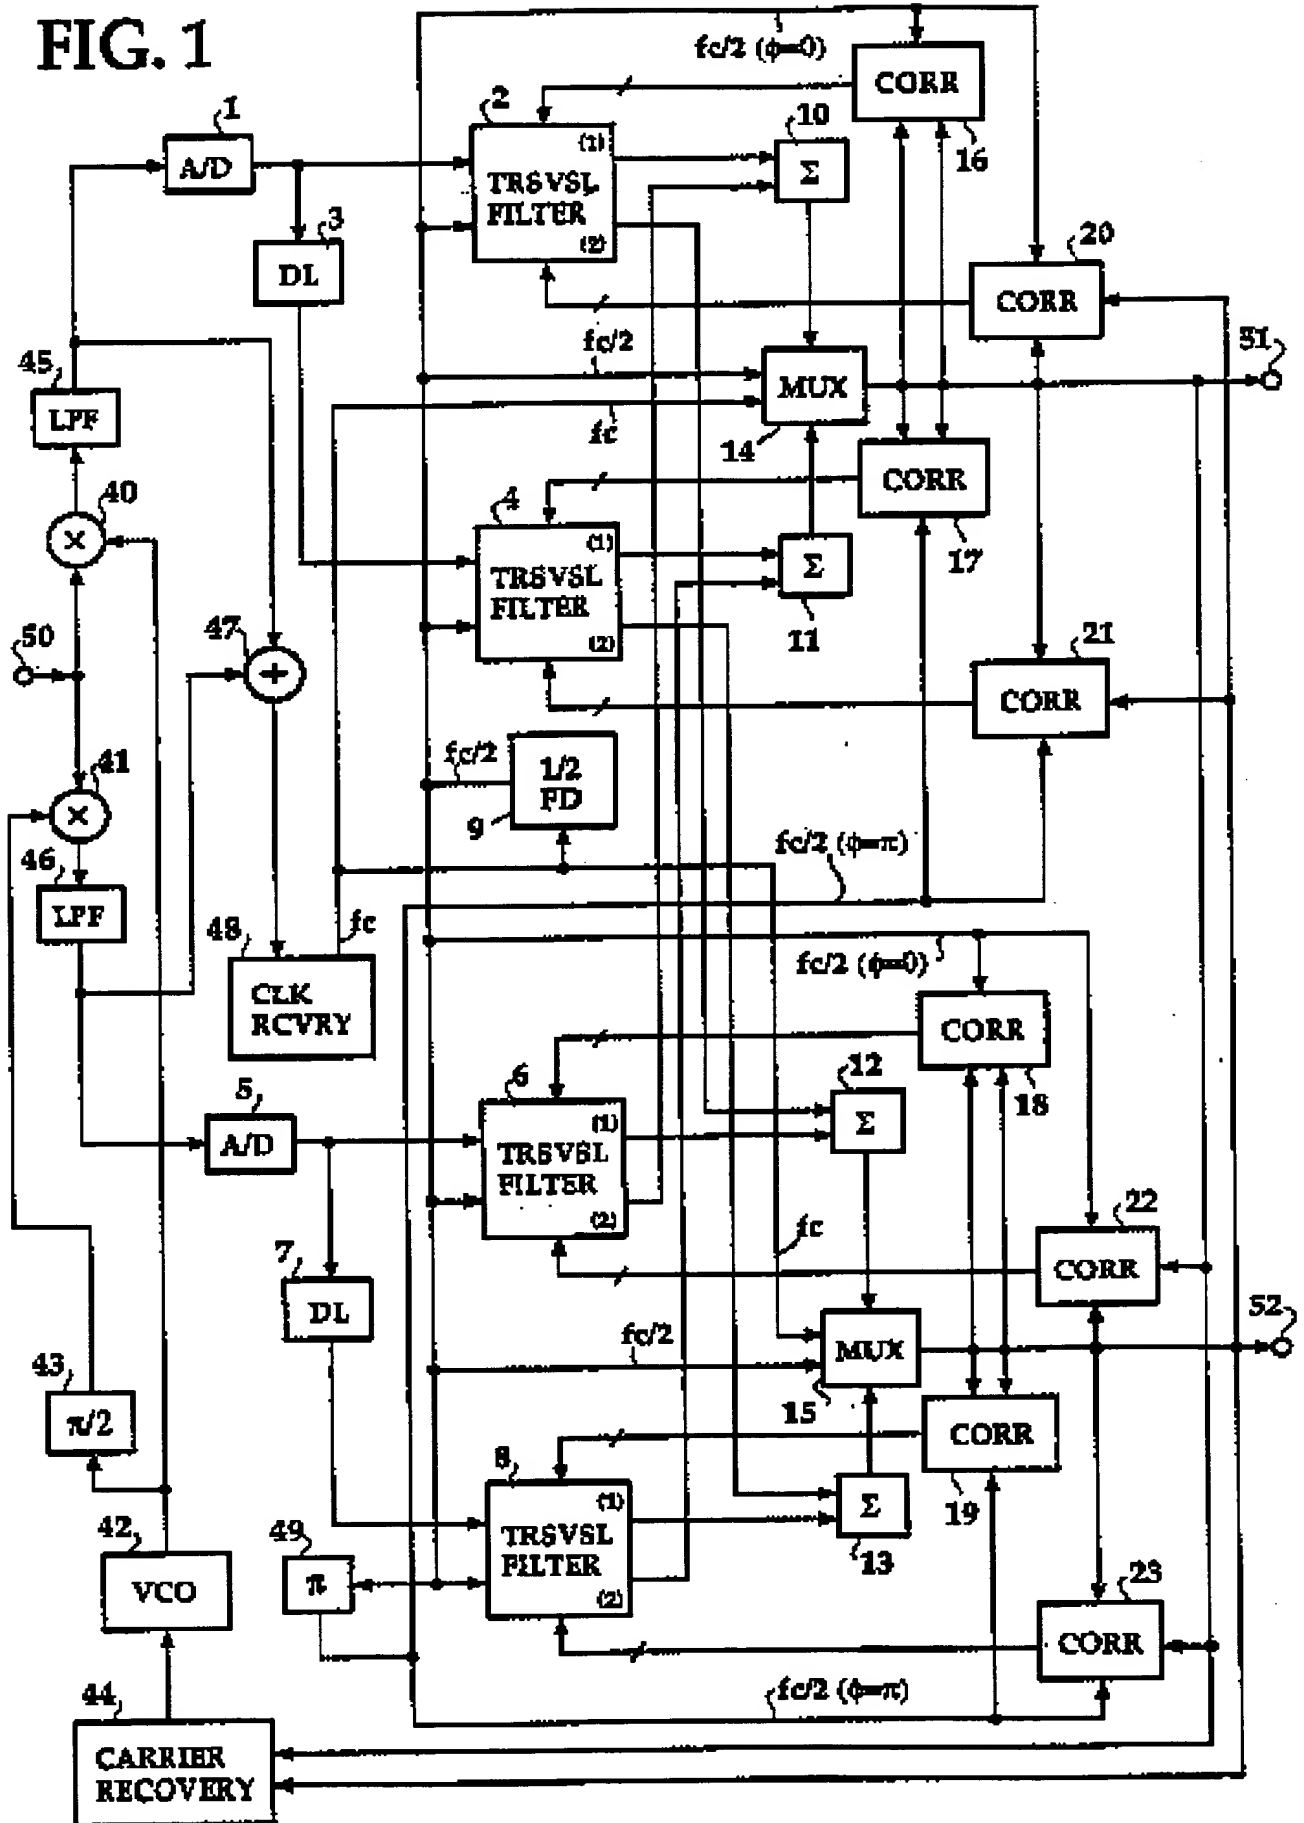 FIG. 1
fc/2 (ϕ=0)
CORR
16
1
A/D
2
(1)
TRSVSL
FILTER
(2)
10
Σ
3
DL
20
CORR
fc/2
51
45
LPF
MUX
fc
14
CORR
17
40
×
4
(1)
TRSVSL
FILTER
(2)
Σ
11
50
47
+
21
CORR
fc/2
1/2
FD
9
41
×
fc/2 (ϕ=π)
46
LPF
48
fc
CLK
RCVRY
fc/2 (ϕ=0)
CORR
18
6
(1)
TRSVSL
FILTER
(2)
12
Σ
5
A/D
22
CORR
fc
7
DL
52
fc/2
MUX
15
43
π/2
CORR
19
8
(1)
TRSVSL
FILTER
(2)
Σ
13
49
π
42
VCO
23
CORR
fc/2 (ϕ=π)
44
CARRIER
RECOVERY